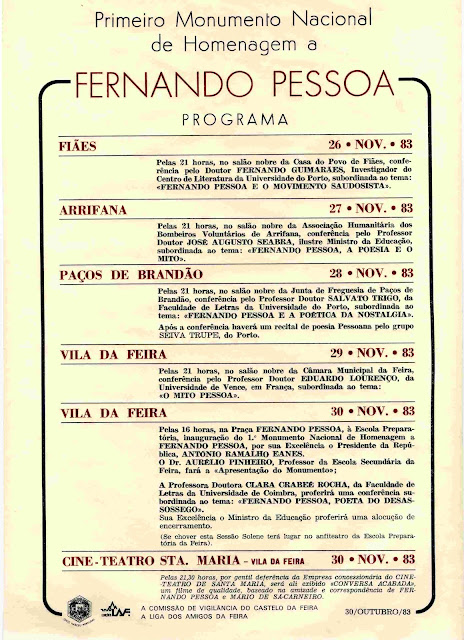 Primeiro Monumento Nacional
de Homenagem a
FERNANDO PESSOA
PROGRAMA
FIÃES 26 • NOV. • 83
Pelas 21 horas, no salão nobre da Casa do Povo de Fiães, confe-
rência pelo Doutor FERNANDO GUIMARÃES, Investigador do
Centro de Literatura da Universidade do Porto, subordinada ao tema:
«FERNANDO PESSOA E O MOVIMENTO SAUDOSISTA».
ARRIFANA 27 • NOV. • 83
Pelas 21 horas, no salão nobre da Associação Humanitária dos
Bombeiros Voluntários de Arrifana, conferência pelo Professor
Doutor JOSÉ AUGUSTO SEABRA, ilustre Ministro da Educação,
subordinada ao tema: «FERNANDO PESSOA, A POESIA E O
MITO».
PAÇOS DE BRANDÃO 28 • NOV. • 83
Pelas 21 horas, no salão nobre da Junta de Freguesia de Paços de
Brandão, conferência pelo Professor Doutor SALVATO TRIGO, da
Faculdade de Letras da Universidade do Porto, subordinada ao
tema: «FERNANDO PESSOA E A POÉTICA DA NOSTALGIA».
Após a conferência haverá um recital de poesia Pessoana pelo grupo
SEIVA TRUPE, do Porto.
VILA DA FEIRA 29 • NOV. • 83
Pelas 21 horas, no salão nobre da Câmara Municipal da Feira,
conferência pelo Professor Doutor EDUARDO LOURENÇO, da
Universidade de Vence, em França, subordinada ao tema:
«O MITO PESSOA».
VILA DA FEIRA 30 • NOV. • 83
Pelas 16 horas, na Praça FERNANDO PESSOA, à Escola Prepara-
tória, inauguração do 1.º Monumento Nacional de Homenagem a
FERNANDO PESSOA, por sua Excelência o Presidente da Repú-
blica, ANTÓNIO RAMALHO EANES.
O Dr. AURÉLIO PINHEIRO, Professor da Escola Secundária da
Feira, fará a «Apresentação do Monumento»;
A Professora Doutora CLARA CRABEÉ ROCHA, da Faculdade de
Letras da Universidade de Coimbra, proferirá uma conferência su-
bordinada ao tema: «FERNANDO PESSOA, POETA DO DESAS-
SOSSEGO».
Sua Excelência o Ministro da Educação proferirá uma alocução de
encerramento.
(Se chover esta Sessão Solene terá lugar no anfiteatro da Escola Prepara-
tória da Feira).
CINE-TEATRO STA. MARIA – VILA DA FEIRA 30 • NOV. • 83
Pelas 21,30 horas, por gentil deferência da Empresa concessionária do CINE-
-TEATRO DE SANTA MARIA, será ali exibido «CONVERSA ACABADA»,
um filme de qualidade, baseado na amizade e correspondência de FER-
NANDO PESSOA e MÁRIO DE SÁ-CARNEIRO.
A COMISSÃO DE VIGILÂNCIA DO CASTELO DA FEIRA
A LIGA DOS AMIGOS DA FEIRA
30/OUTUBRO/83